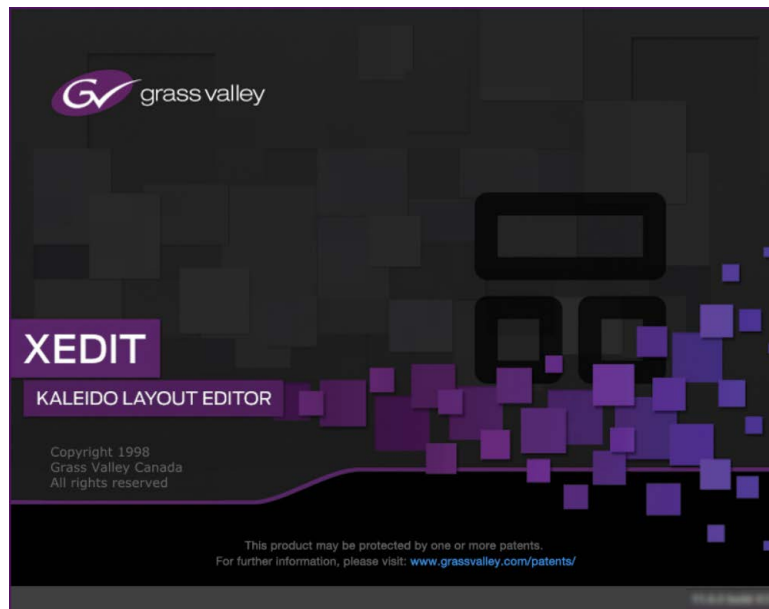 GV grass valley
XEDIT
KALEIDO LAYOUT EDITOR
Copyright 1998
Grass Valley Canada
All rights reserved
This product may be protected by one or more patents.
For further information, please visit: www.grassvalley.com/patents/